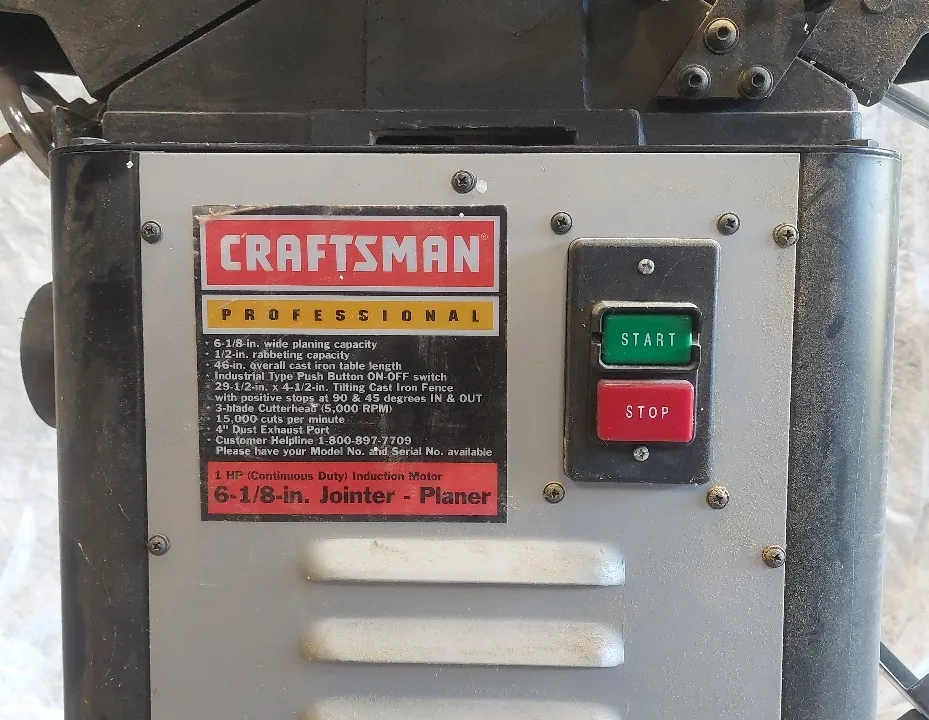 CRAFTSMAN®
PROFESSIONAL
· 6-1/8-in. wide planing capacity
· 1/2-in. rabbeting capacity
· 46-in. overall cast iron table length
· Industrial Type Push Button ON-OFF switch
· 29-1/2-in. x 4-1/2-in. Tilting Cast Iron Fence
with positive stops at 90 & 45 degrees IN & OUT
· 3-blade Cutterhead (5,000 RPM)
· 15,000 cuts per minute
· 4" Dust Exhaust Port
· Customer Helpline 1-800-897-7709
Please have your Model No. and Serial No. available
1 HP (Continuous Duty) Induction Motor
6-1/8-in. Jointer - Planer
START
STOP